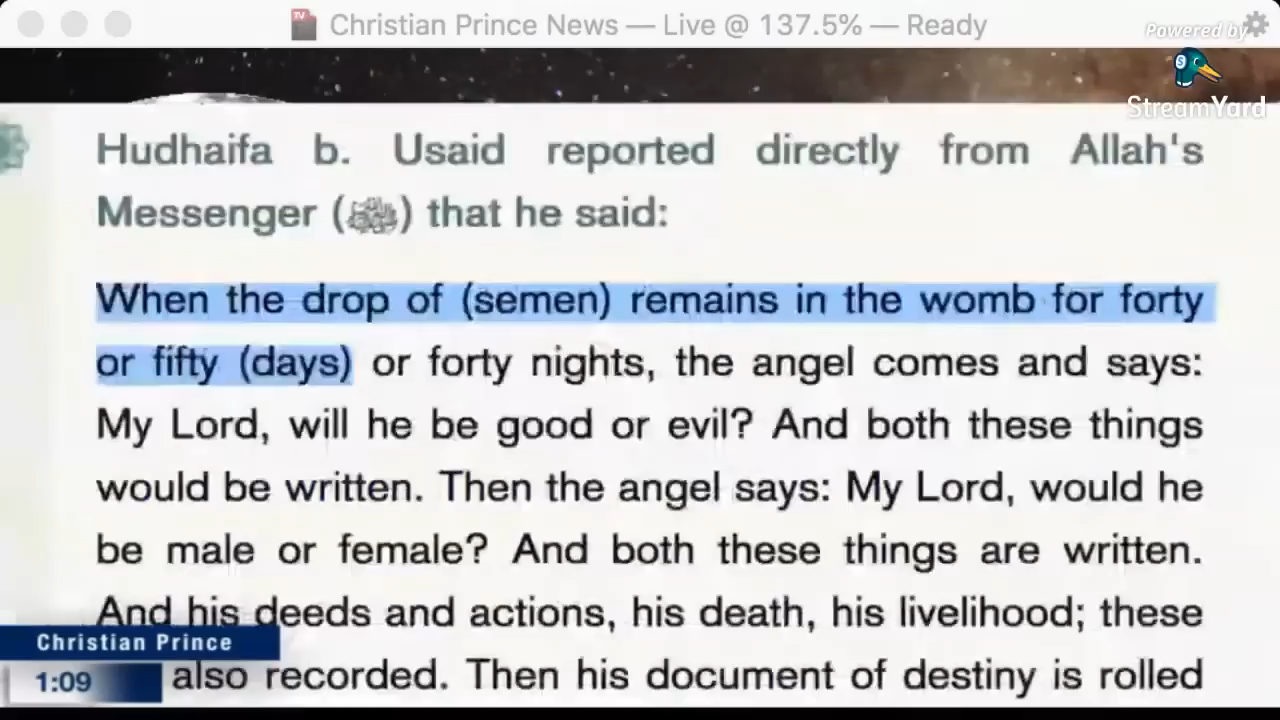 Christian Prince News — Live @ 137.5% — Ready
Powered by
StreamYard
Hudhaifa b. Usaid reported directly from Allah's
Messenger (ﷺ) that he said:
When the drop of (semen) remains in the womb for forty
or fifty (days) or forty nights, the angel comes and says:
My Lord, will he be good or evil? And both these things
would be written. Then the angel says: My Lord, would he
be male or female? And both these things are written.
And his deeds and actions, his death, his livelihood; these
also recorded. Then his document of destiny is rolled
Christian Prince
1:09